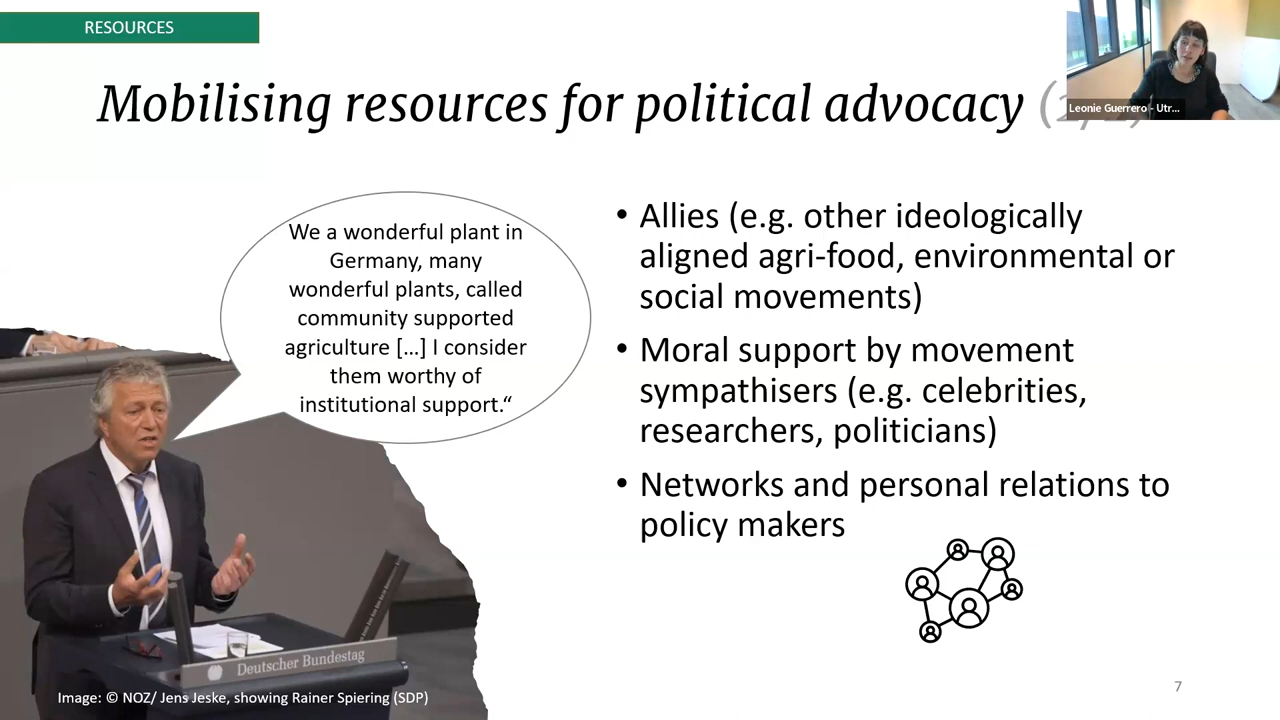 RESOURCES
Mobilising resources for political advocacy
Leonie Guerrero - Utr...
We a wonderful plant in
Germany, many
wonderful plants, called
community supported
agriculture […] I consider
them worthy of
institutional support.“
• Allies (e.g. other ideologically
aligned agri-food, environmental or
social movements)
• Moral support by movement
sympathisers (e.g. celebrities,
researchers, politicians)
• Networks and personal relations to
policy makers
Deutscher Bundestag
Image: © NOZ/ Jens Jeske, showing Rainer Spiering (SDP)
7